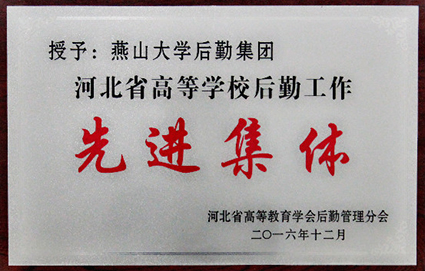 授予：燕山大学后勤集团
河北省高等学校后勤工作
先进集体
河北省高等教育学会后勤管理分会
二〇一六年十二月